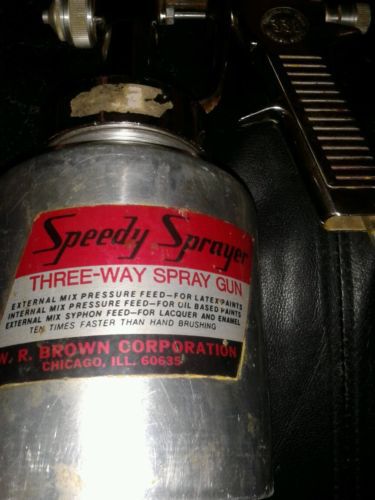 Speedy Sprayer
THREE-WAY SPRAY GUN
EXTERNAL MIX PRESSURE FEED—FOR LATEX PAINTS
INTERNAL MIX PRESSURE FEED—FOR OIL BASED PAINTS
EXTERNAL MIX SYPHON FEED—FOR LACQUER AND ENAMEL
TEN TIMES FASTER THAN HAND BRUSHING
W. R. BROWN CORPORATION
CHICAGO, ILL. 60635